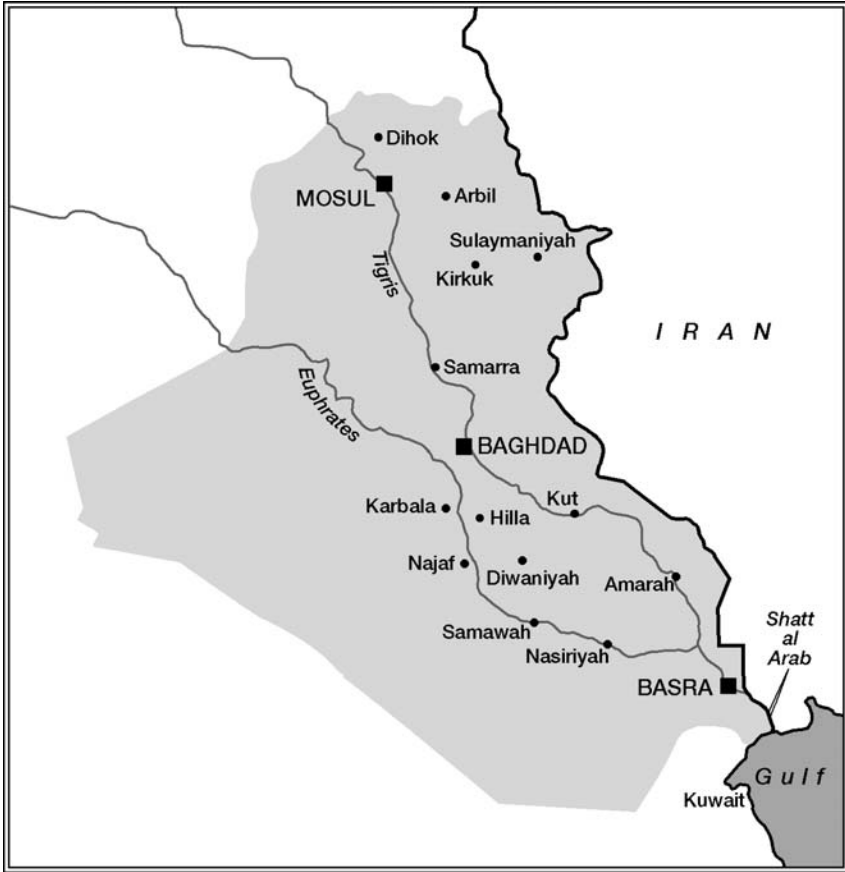 Dihok
MOSUL
Arbil
Sulaymaniyah
Kirkuk
Tigris
I R A N
Samarra
Euphrates
BAGHDAD
Kut
Karbala
Hilla
Najaf
Diwaniyah
Amarah
Samawah
Nasiriyah
Shatt
al
Arab
BASRA
Gulf
Kuwait